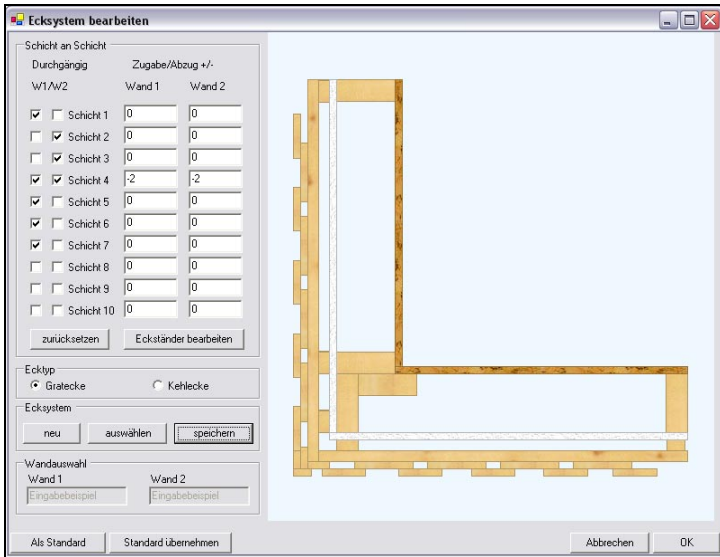 Ecksystem bearbeiten
Schicht an Schicht
Durchgängig Zugabe/Abzug +/-
W1/W2 Wand 1 Wand 2
Schicht 1 0 0
Schicht 2 0 0
Schicht 3 0 0
Schicht 4 -2 -2
Schicht 5 0 0
Schicht 6 0 0
Schicht 7 0 0
Schicht 8 0 0
Schicht 9 0 0
Schicht 10 0 0
zurücksetzen Eckständer bearbeiten
Ecktyp
Gratecke Kehlecke
Ecksystem
neu auswählen speichern
Wandauswahl
Wand 1 Wand 2
Eingabebeispiel Eingabebeispiel
Als Standard Standard übernehmen Abbrechen OK